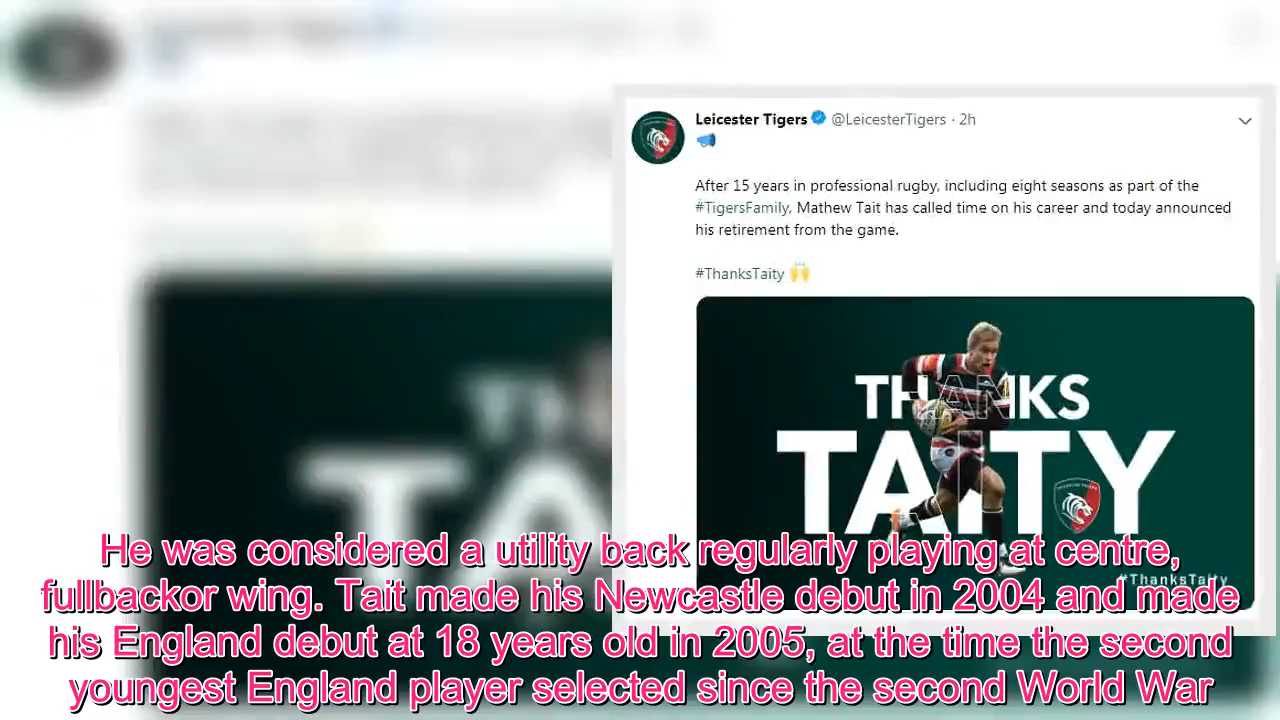 Leicester Tigers @LeicesterTigers · 2h
📣
After 15 years in professional rugby, including eight seasons as part of the
#TigersFamily, Mathew Tait has called time on his career and today announced
his retirement from the game.
#ThanksTaity 🙌
THANKS
TAITY
#ThanksTaity
He was considered a utility back regularly playing at centre,
fullbackor wing. Tait made his Newcastle debut in 2004 and made
his England debut at 18 years old in 2005, at the time the second
youngest England player selected since the second World War